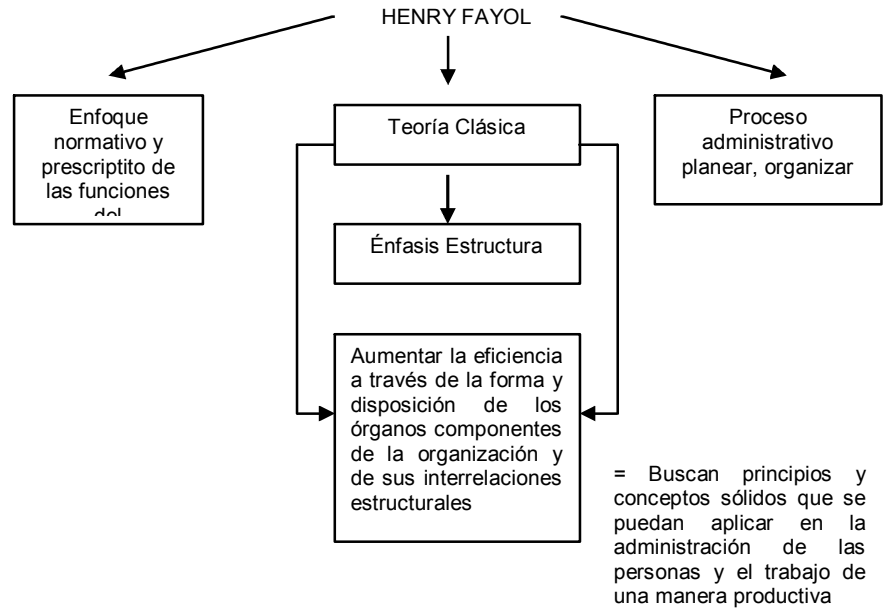 HENRY FAYOL
Enfoque
normativo y
prescriptito de
las funciones
Teoría Clásica
Proceso
administrativo
planear, organizar
Énfasis Estructura
Aumentar la eficiencia
a través de la forma y
disposición de los
órganos componentes
de la organización y
de sus interrelaciones
estructurales
= Buscan principios y
conceptos sólidos que se
puedan aplicar en la
administración de las
personas y el trabajo de
una manera productiva